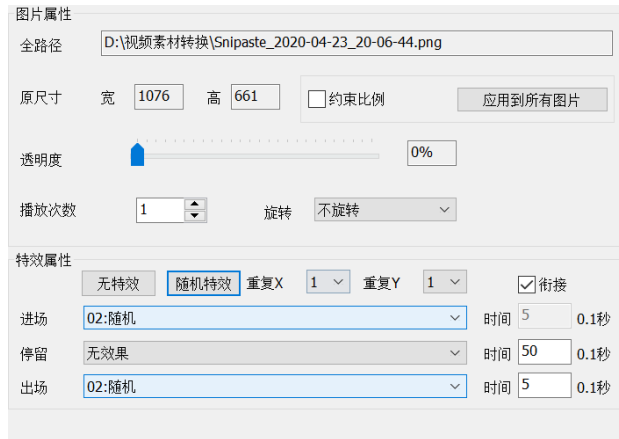 图片属性
全路径 D:\视频素材转换\Snipaste_2020-04-23_20-06-44.png
原尺寸 宽 1076 高 661 约束比例 应用到所有图片
透明度 0%
播放次数 1 旋转 不旋转
特效属性
无特效 随机特效 重复X 1 重复Y 1 衔接
进场 02:随机 时间 5 0.1秒
停留 无效果 时间 50 0.1秒
出场 02:随机 时间 5 0.1秒